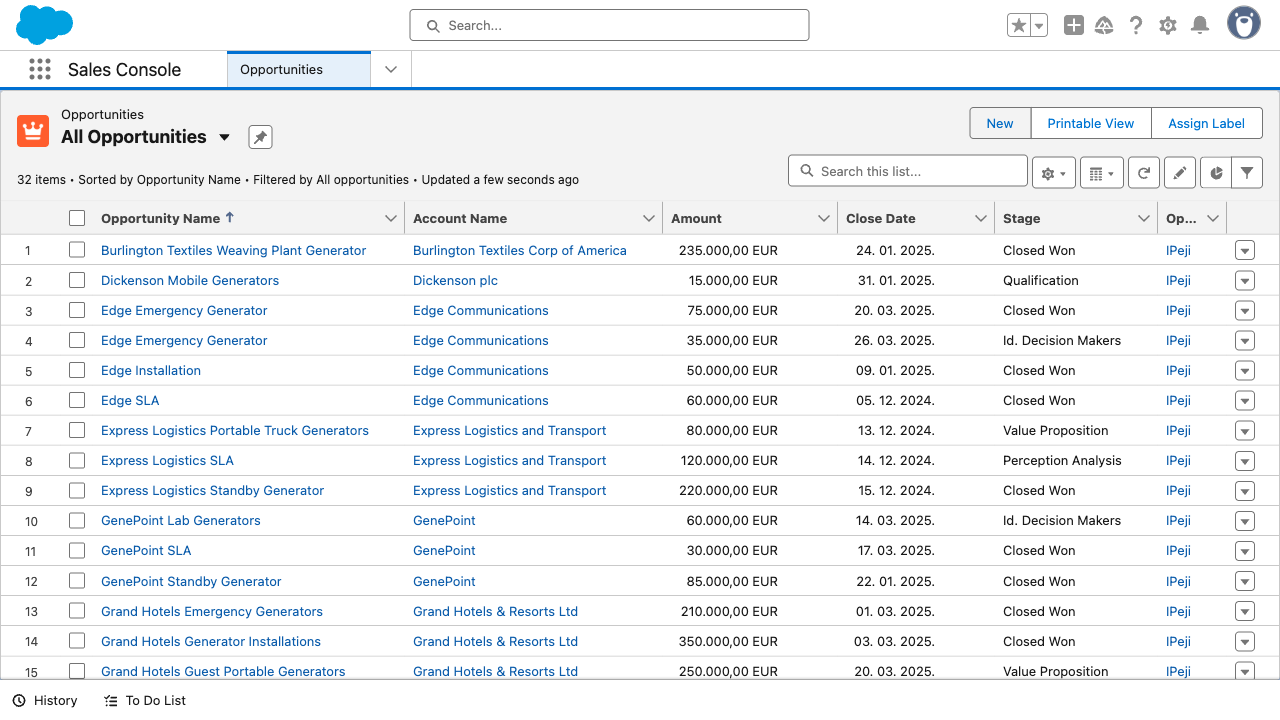 Search...
Sales Console
Opportunities
Opportunities
All Opportunities
New
Printable View
Assign Label
32 items • Sorted by Opportunity Name • Filtered by All opportunities • Updated a few seconds ago
Search this list...
Opportunity Name Account Name Amount Close Date Stage Op...
1 Burlington Textiles Weaving Plant Generator Burlington Textiles Corp of America 235.000,00 EUR 24. 01. 2025. Closed Won IPeji
2 Dickenson Mobile Generators Dickenson plc 15.000,00 EUR 31. 01. 2025. Qualification IPeji
3 Edge Emergency Generator Edge Communications 75.000,00 EUR 20. 03. 2025. Closed Won IPeji
4 Edge Emergency Generator Edge Communications 35.000,00 EUR 26. 03. 2025. Id. Decision Makers IPeji
5 Edge Installation Edge Communications 50.000,00 EUR 09. 01. 2025. Closed Won IPeji
6 Edge SLA Edge Communications 60.000,00 EUR 05. 12. 2024. Closed Won IPeji
7 Express Logistics Portable Truck Generators Express Logistics and Transport 80.000,00 EUR 13. 12. 2024. Value Proposition IPeji
8 Express Logistics SLA Express Logistics and Transport 120.000,00 EUR 14. 12. 2024. Perception Analysis IPeji
9 Express Logistics Standby Generator Express Logistics and Transport 220.000,00 EUR 15. 12. 2024. Closed Won IPeji
10 GenePoint Lab Generators GenePoint 60.000,00 EUR 14. 03. 2025. Id. Decision Makers IPeji
11 GenePoint SLA GenePoint 30.000,00 EUR 17. 03. 2025. Closed Won IPeji
12 GenePoint Standby Generator GenePoint 85.000,00 EUR 22. 01. 2025. Closed Won IPeji
13 Grand Hotels Emergency Generators Grand Hotels & Resorts Ltd 210.000,00 EUR 01. 03. 2025. Closed Won IPeji
14 Grand Hotels Generator Installations Grand Hotels & Resorts Ltd 350.000,00 EUR 03. 03. 2025. Closed Won IPeji
15 Grand Hotels Guest Portable Generators Grand Hotels & Resorts Ltd 250.000,00 EUR 20. 03. 2025. Value Proposition IPeji
History
To Do List